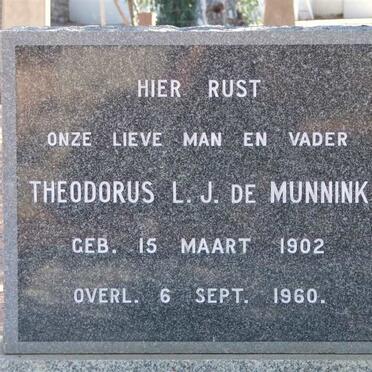 HIER RUST
ONZE LIEVE MAN EN VADER
THEODORUS L. J. DE MUNNINK
GEB. 15 MAART 1902
OVERL. 6 SEPT. 1960.